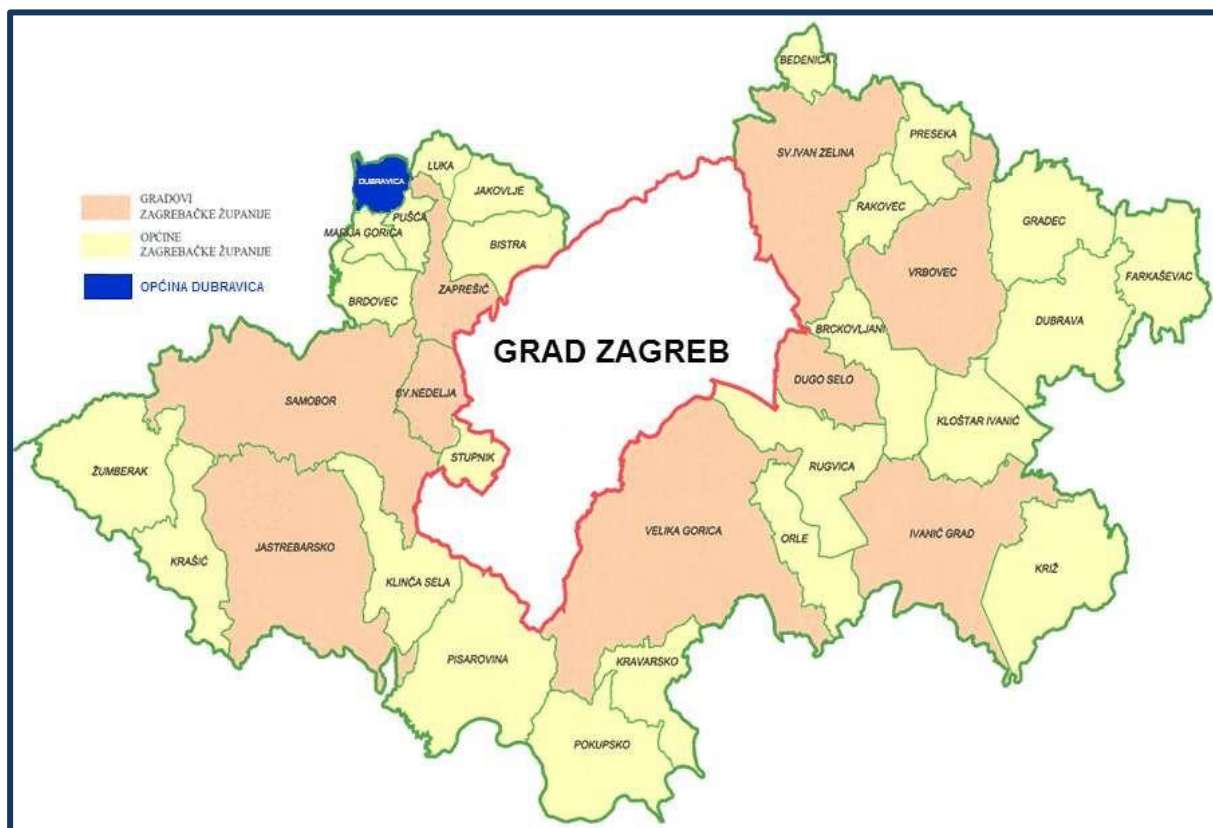 BEDENICA
PRESEKA
SV.IVAN ZELINA
LUKA
DUBRAVICA
JAKOVLJE
GRADOVI
ZAGREBAČKE ŽUPANIJE
RAKOVEC
GRADEC
PUŠĆA
MARIJA GORICA
OPĆINE
ZAGREBAČKE ŽUPANIJE
BISTRA
VRBOVEC
FARKAŠEVAC
OPĆINA DUBRAVICA
ZAPREŠIĆ
BRDOVEC
BRCKOVLJANI
DUBRAVA
GRAD ZAGREB
DUGO SELO
SAMOBOR
SV.NEDELJA
KLOŠTAR IVANIĆ
STUPNIK
ŽUMBERAK
RUGVICA
VELIKA GORICA
IVANIĆ GRAD
ORLE
JASTREBARSKO
KRAŠIĆ
KRIŽ
KLINČA SELA
PISAROVINA
KRAVARSKO
POKUPSKO